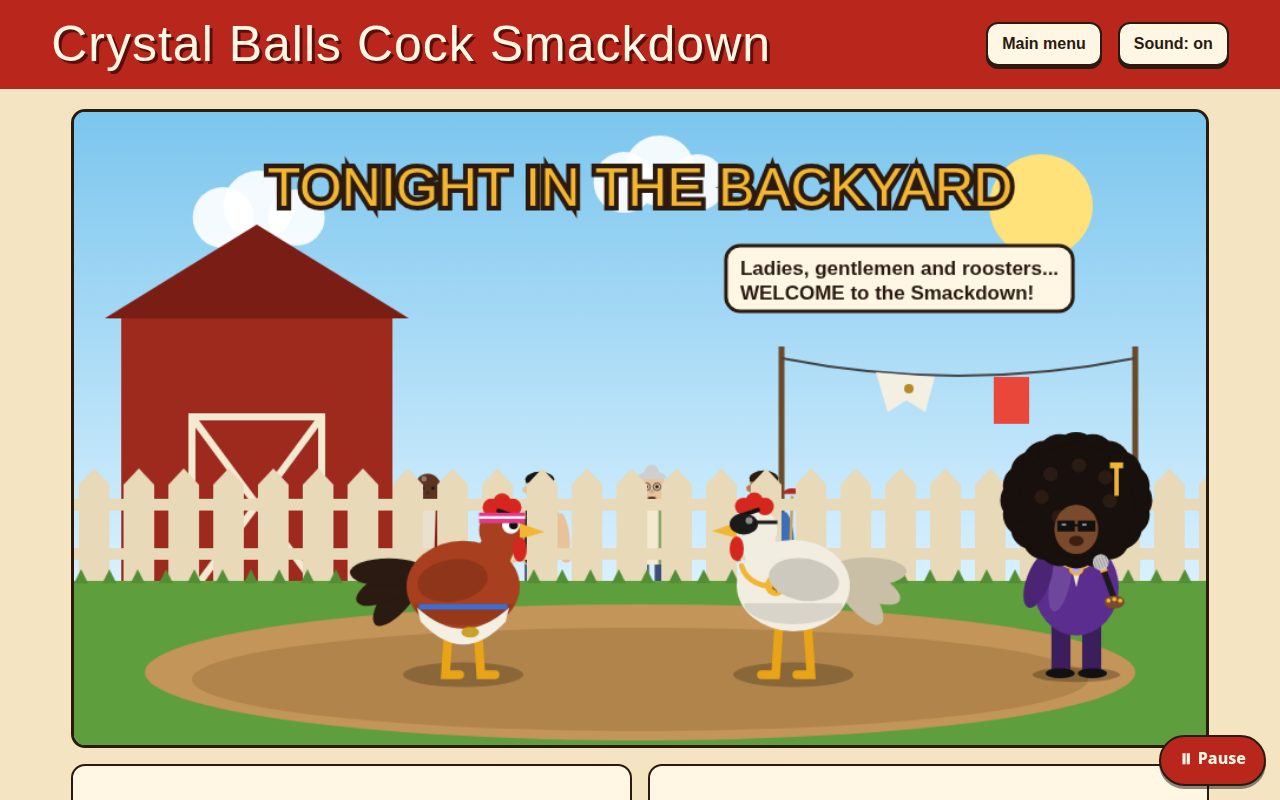 Crystal Balls Cock Smackdown
Main menu
Sound: on
TONIGHT IN THE BACKYARD
Ladies, gentlemen and roosters...
WELCOME to the Smackdown!
Pause